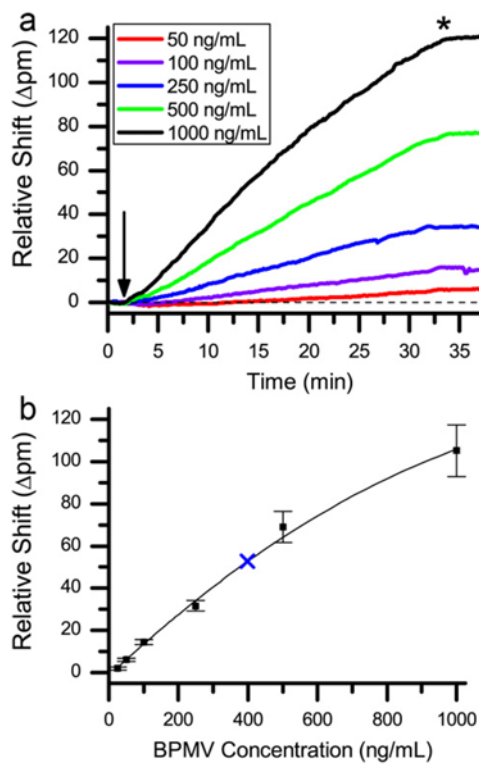 a
*
120
100
80
60
40
20
0
Relative Shift (Δpm)
50 ng/mL
100 ng/mL
250 ng/mL
500 ng/mL
1000 ng/mL
0 5 10 15 20 25 30 35
Time (min)
b
120
100
80
60
40
20
0
Relative Shift (Δpm)
0 200 400 600 800 1000
BPMV Concentration (ng/mL)